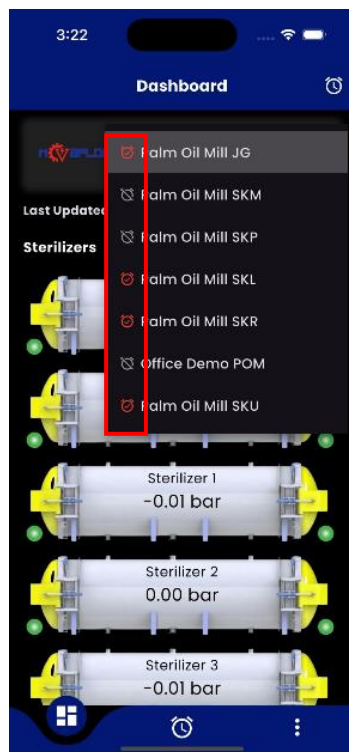 3:22
Dashboard
Palm Oil Mill JG
Palm Oil Mill SKM
Last Updated
Palm Oil Mill SKP
Sterilizers
Palm Oil Mill SKL
Palm Oil Mill SKR
Office Demo POM
Palm Oil Mill SKU
Sterilizer 1
-0.01 bar
Sterilizer 2
0.00 bar
Sterilizer 3
-0.01 bar